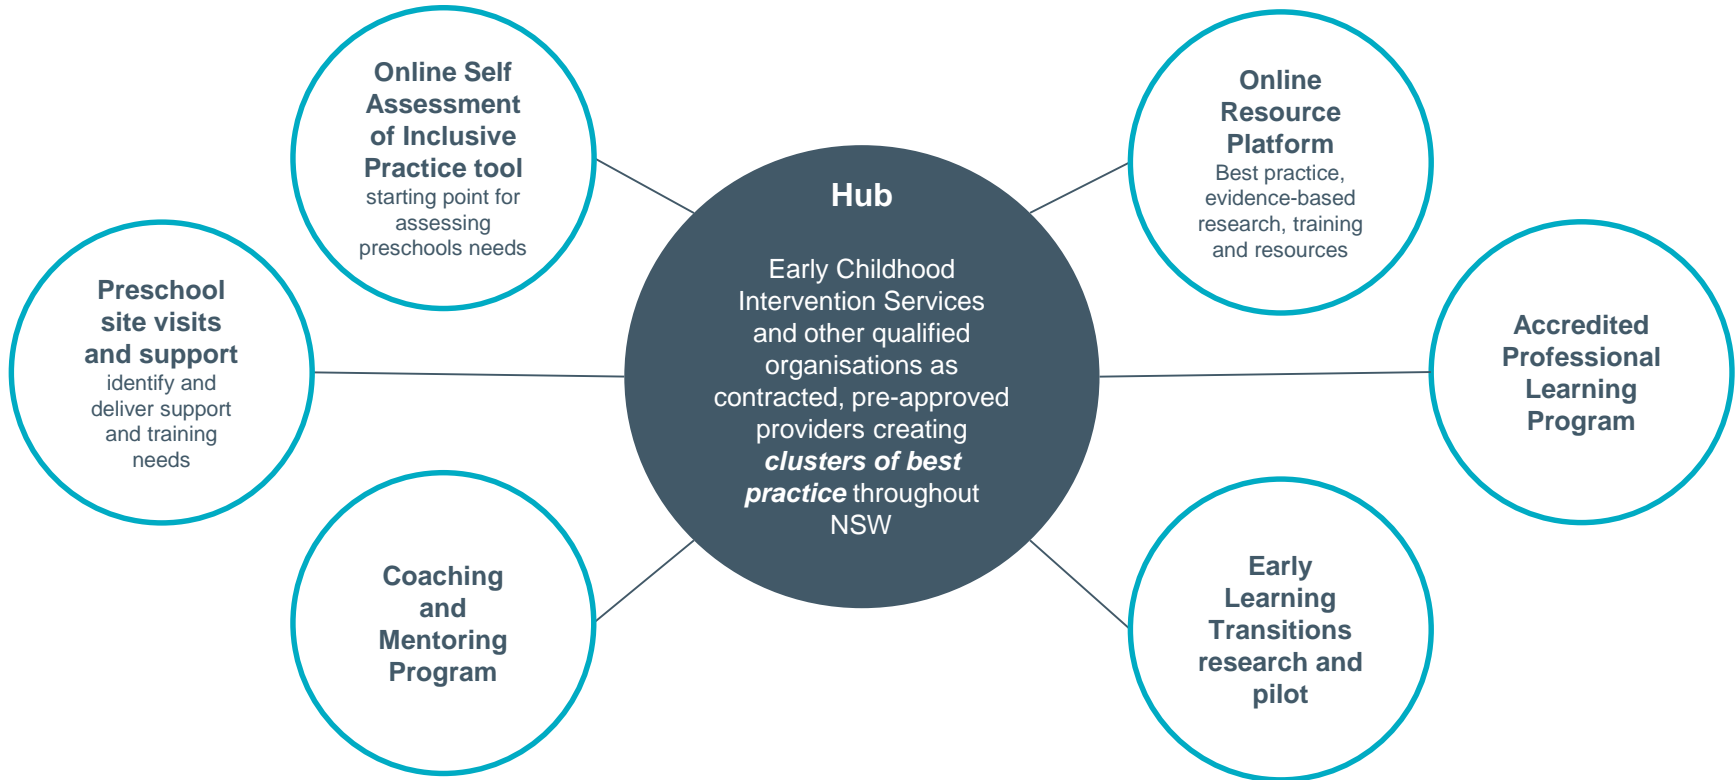 Online Self
Assessment
of Inclusive
Practice tool
starting point for
assessing
preschools needs
Preschool
site visits
and support
identify and
deliver support
and training
needs
Coaching
and
Mentoring
Program
Hub
Early Childhood
Intervention Services
and other qualified
organisations as
contracted, pre-approved
providers creating
clusters of best
practice throughout
NSW
Online
Resource
Platform
Best practice,
evidence-based
research, training
and resources
Accredited
Professional
Learning
Program
Early
Learning
Transitions
research and
pilot